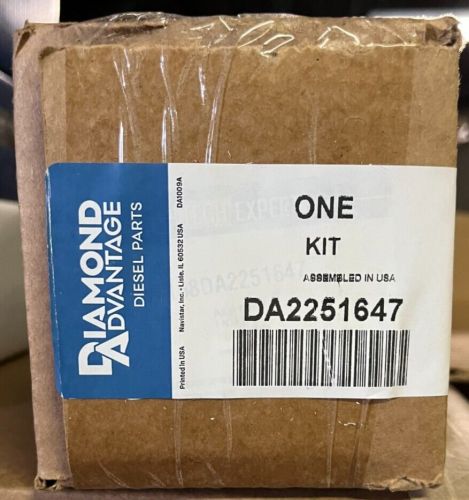 DIAMOND
ADVANTAGE
DIESEL PARTS
Printed in USA
Navistar, Inc. • Lisle, IL 60532 USA
DA1009A
ONE
KIT
ASSEMBLED IN USA
DA2251647